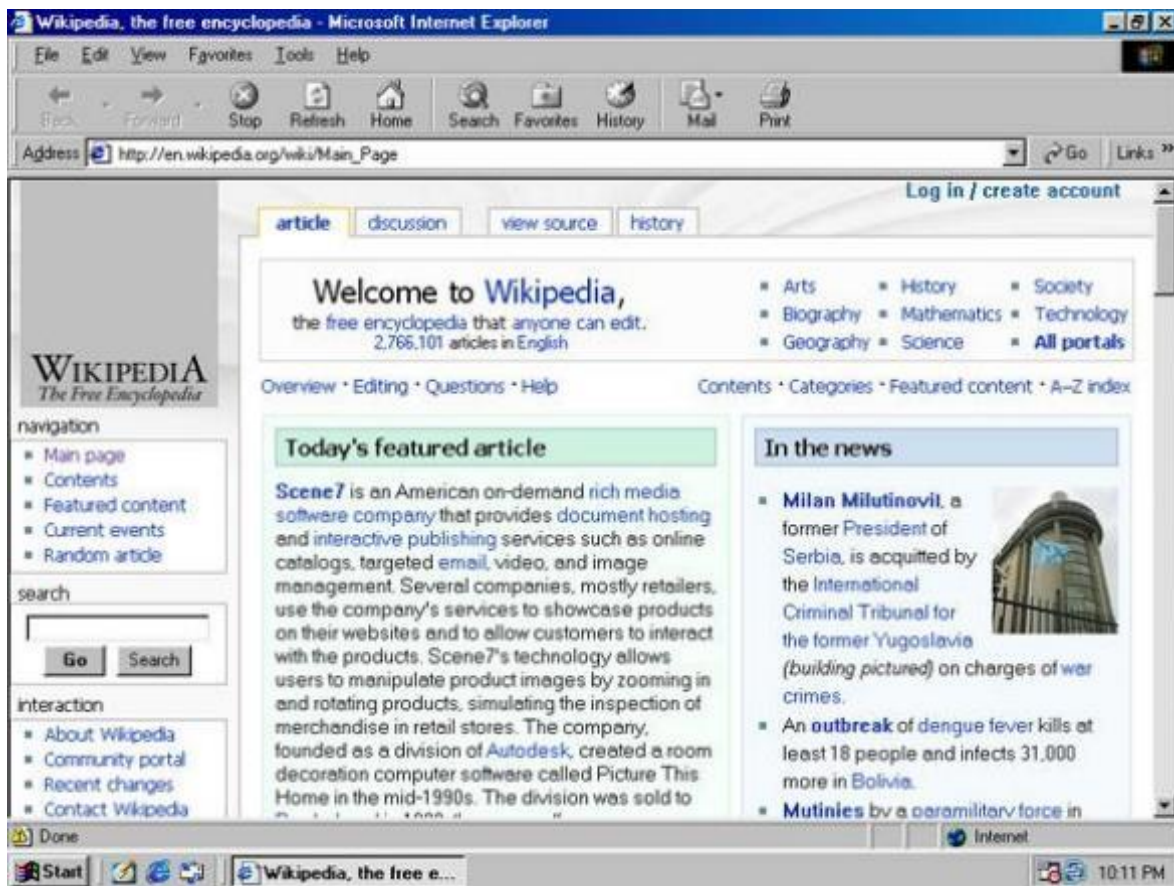 Wikipedia, the free encyclopedia - Microsoft Internet Explorer
File Edit View Favorites Tools Help
Back Forward Stop Refresh Home Search Favorites History Mail Print
Address http://en.wikipedia.org/wiki/Main_Page Go Links »
WIKIPEDIA
The Free Encyclopedia
navigation
Main page
Contents
Featured content
Current events
Random article
search
Go Search
interaction
About Wikipedia
Community portal
Recent changes
Contact Wikipedia
Log in / create account
article discussion view source history
Welcome to Wikipedia,
the free encyclopedia that anyone can edit.
2,766,101 articles in English
Arts History Society
Biography Mathematics Technology
Geography Science All portals
Overview · Editing · Questions · Help
Contents · Categories · Featured content · A–Z index
Today's featured article
Scene7 is an American on-demand rich media
software company that provides document hosting
and interactive publishing services such as online
catalogs, targeted email, video, and image
management. Several companies, mostly retailers,
use the company's services to showcase products
on their websites and to allow customers to interact
with the products. Scene7's technology allows
users to manipulate product images by zooming in
and rotating products, simulating the inspection of
merchandise in retail stores. The company,
founded as a division of Autodesk, created a room
decoration computer software called Picture This
Home in the mid-1990s. The division was sold to
In the news
Milan Milutinovil, a
former President of
Serbia, is acquitted by
the International
Criminal Tribunal for
the former Yugoslavia
(building pictured) on charges of war
crimes.
An outbreak of dengue fever kills at
least 18 people and infects 31,000
more in Bolivia.
Mutinies by a paramilitary force in
Done Internet
Start Wikipedia, the free e... 10:11 PM